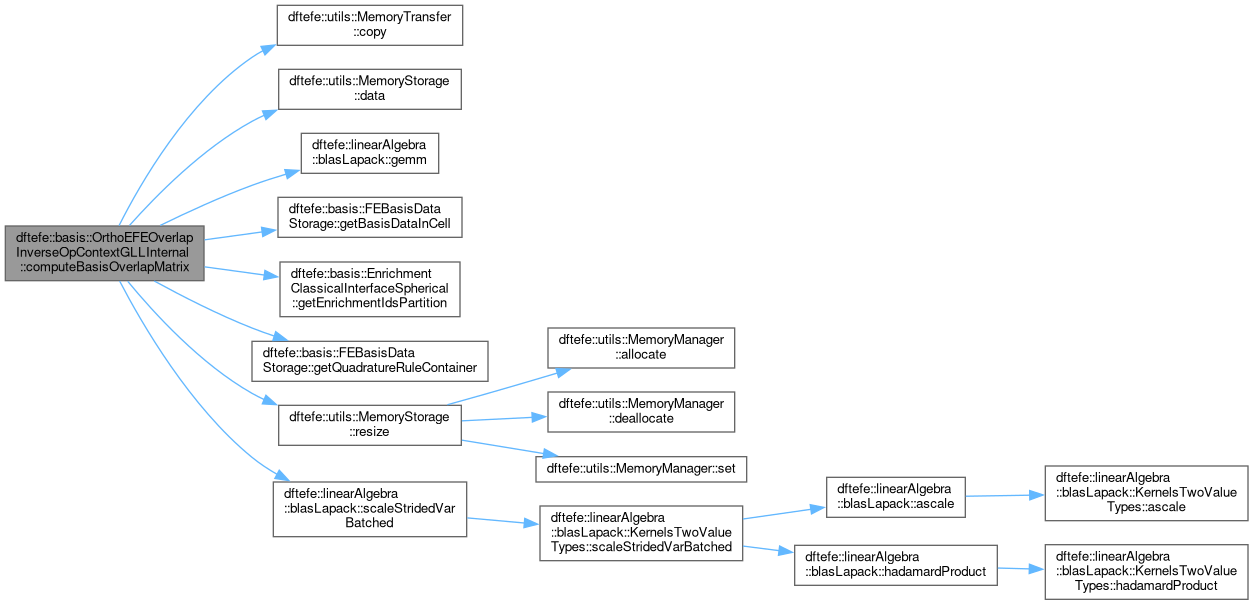 dftefe::utils::MemoryTransfer
::copy
dftefe::utils::MemoryStorage
::data
dftefe::linearAlgebra
::blasLapack::gemm
dftefe::basis::FEBasisData
Storage::getBasisDataInCell
dftefe::basis::OrthoEFEOverlap
InverseOpContextGLLInternal
::computeBasisOverlapMatrix
dftefe::basis::Enrichment
ClassicalInterfaceSpherical
::getEnrichmentIdsPartition
dftefe::basis::FEBasisData
Storage::getQuadratureRuleContainer
dftefe::utils::MemoryStorage
::resize
dftefe::utils::MemoryManager
::allocate
dftefe::utils::MemoryManager
::deallocate
dftefe::utils::MemoryManager::set
dftefe::linearAlgebra
::blasLapack::scaleStridedVar
Batched
dftefe::linearAlgebra
::blasLapack::KernelsTwoValue
Types::scaleStridedVarBatched
dftefe::linearAlgebra
::blasLapack::ascale
dftefe::linearAlgebra
::blasLapack::KernelsTwoValue
Types::ascale
dftefe::linearAlgebra
::blasLapack::hadamardProduct
dftefe::linearAlgebra
::blasLapack::KernelsTwoValue
Types::hadamardProduct